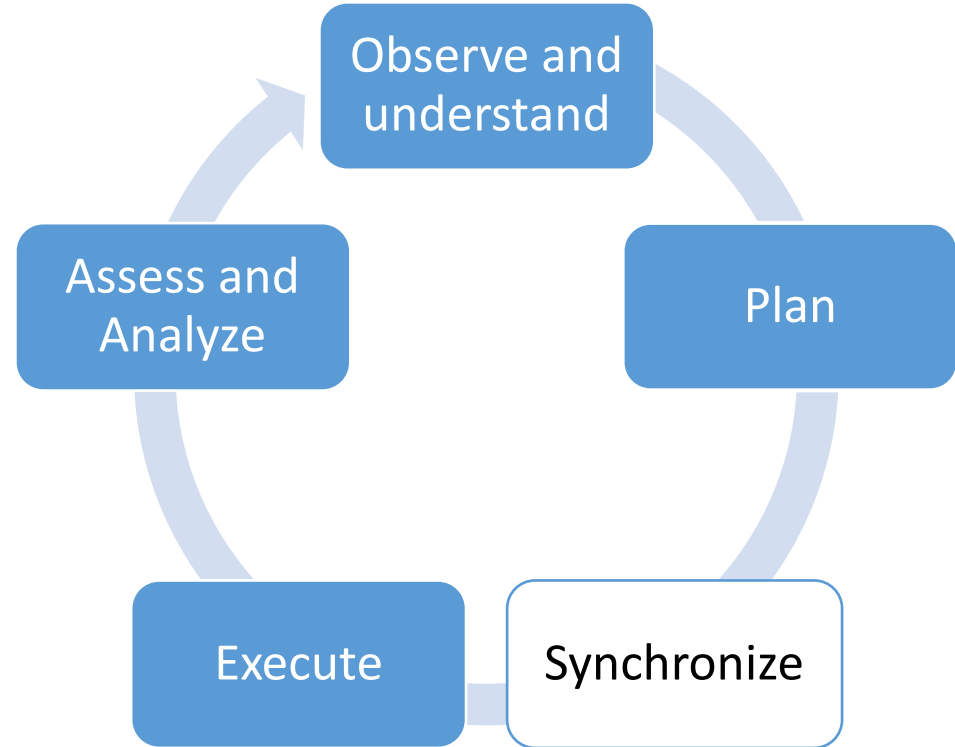 Observe and
understand
Plan
Synchronize
Execute
Assess and
Analyze